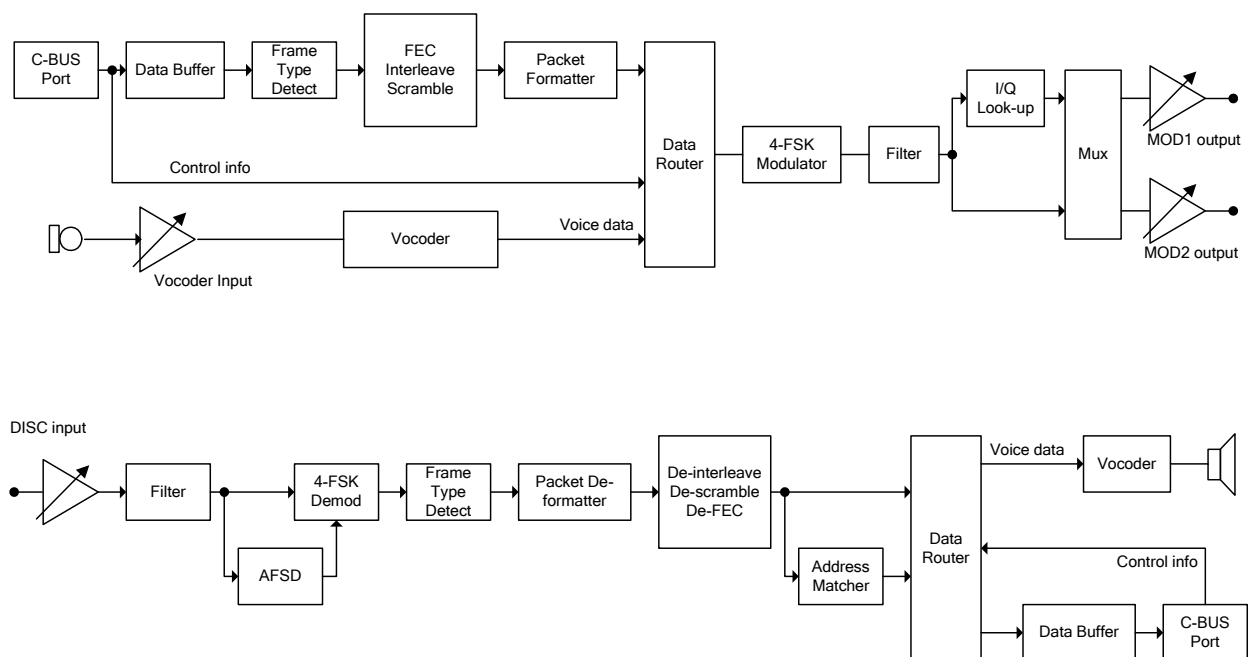 C-BUS
Port
Data Buffer
Frame
Type
Detect
FEC
Interleave
Scramble
Packet
Formatter
Control info
Vocoder Input
Vocoder
Voice data
Data
Router
4-FSK
Modulator
Filter
I/Q
Look-up
Mux
MOD1 output
MOD2 output
DISC input
Filter
AFSD
4-FSK
Demod
Frame
Type
Detect
Packet De-
formatter
De-interleave
De-scramble
De-FEC
Address
Matcher
Data
Router
Voice data
Vocoder
Control info
Data Buffer
C-BUS
Port